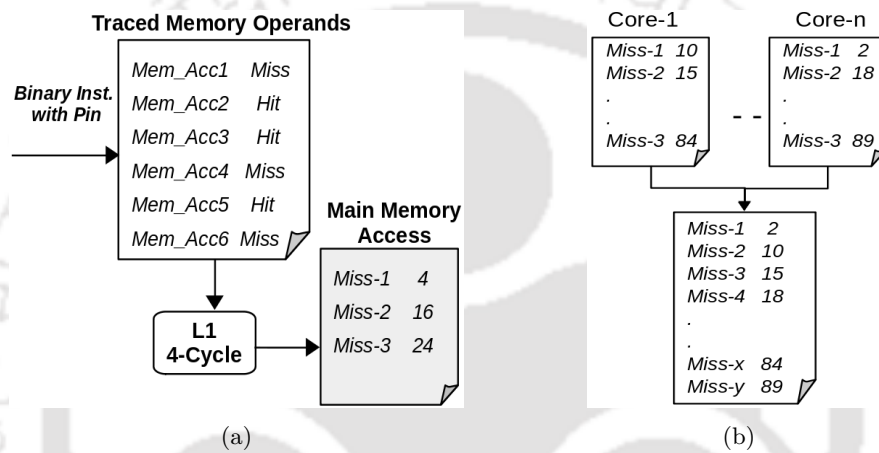 Traced Memory Operands
Binary Inst.
with Pin
Mem_Acc1 Miss
Mem_Acc2 Hit
Mem_Acc3 Hit
Mem_Acc4 Miss
Mem_Acc5 Hit
Mem_Acc6 Miss
L1
4-Cycle
Main Memory
Access
Miss-1 4
Miss-2 16
Miss-3 24
(a)
Core-1
Miss-1 10
Miss-2 15
.
.
Miss-3 84
- -
Core-n
Miss-1 2
Miss-2 18
.
.
Miss-3 89
Miss-1 2
Miss-2 10
Miss-3 15
Miss-4 18
.
.
Miss-x 84
Miss-y 89
(b)